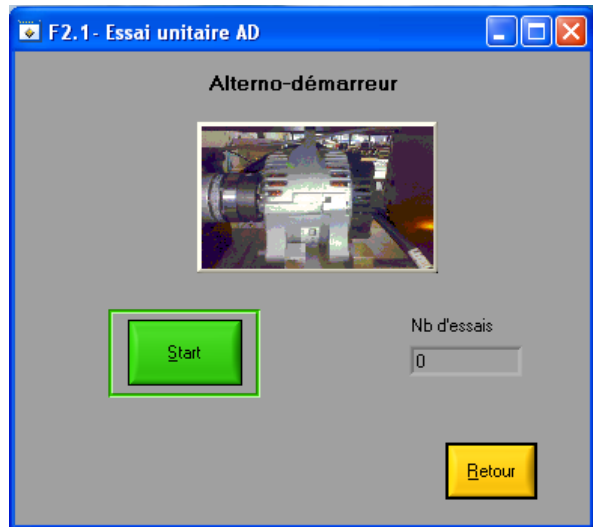 F2.1- Essai unitaire AD
Alterno-démarreur
Start
Nb d'essais
0
Retour